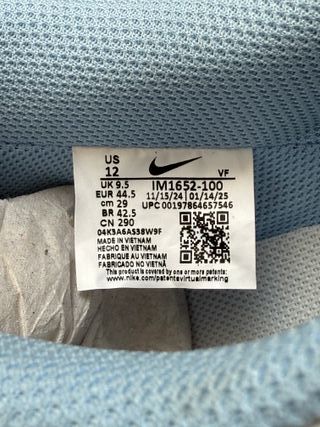 US
12
VF
UK 9.5
EUR 44.5
cm 29
BR 42.5
CN 290
IM1652-100
11/15/24 01/14/25
UPC 00197864657546
04K3A6AS38W9F
MADE IN VIETNAM
HECHO EN VIETNAM
FABRIQUE AU VIETNAM
FABRICADO NO VIETNÃ
This product is covered by one or more patents:
www.nike.com/patentsvirtualmarking